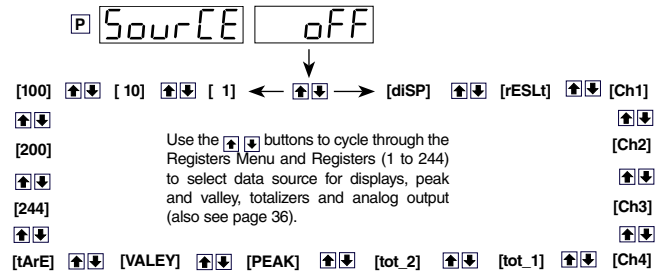 P SourCE oFF
[100] [ 10] [ 1] [diSP] [rESLt] [Ch1]
[200] [Ch2]
[244] [Ch3]
Use the buttons to cycle through the
Registers Menu and Registers (1 to 244)
to select data source for displays, peak
and valley, totalizers and analog output
(also see page 36).
[tArE] [VALEY] [PEAK] [tot_2] [tot_1] [Ch4]